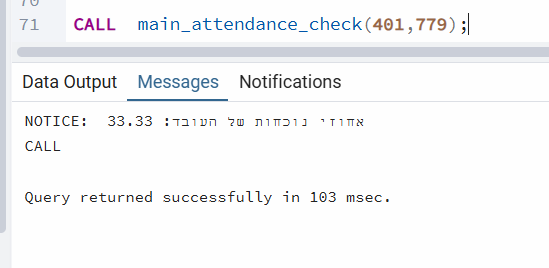 70
71 CALL main_attendance_check(401,779);
Data Output Messages Notifications
NOTICE: אחוזי נוכחות של העובד: 33.33
CALL
Query returned successfully in 103 msec.